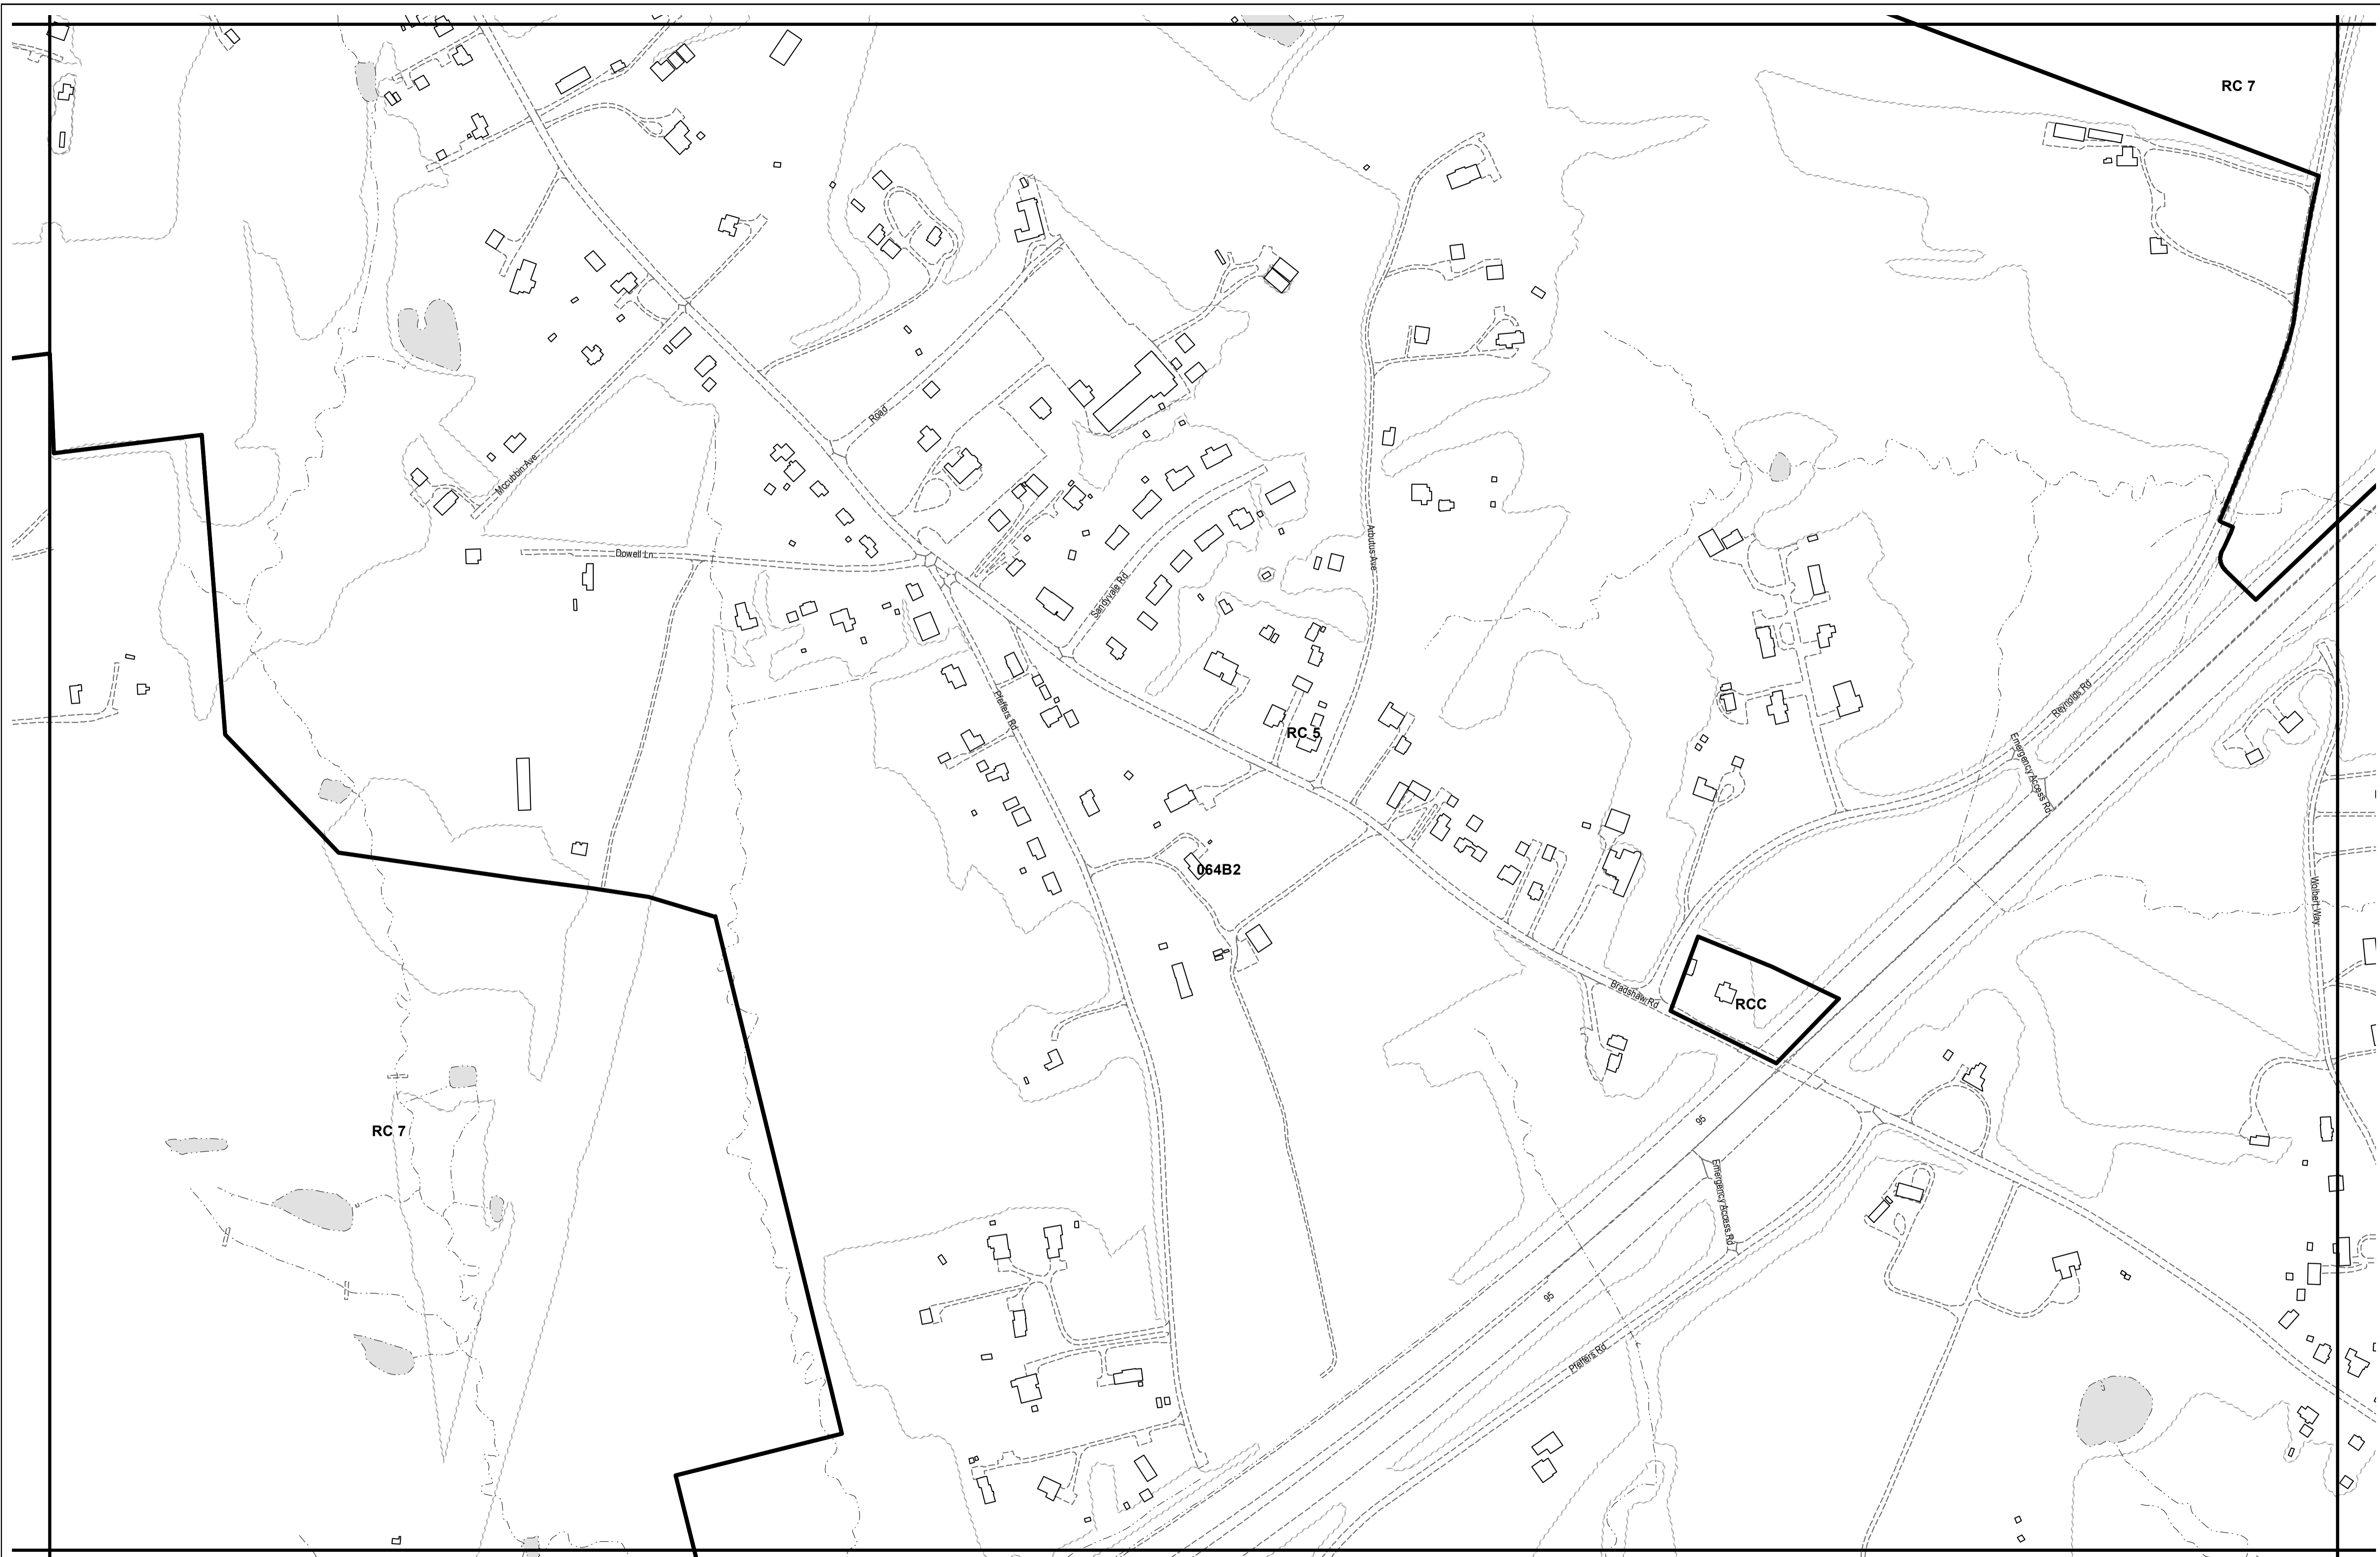 RC 7
Road
Mccubbin Ave
Dowell Ln
Arbutus Ave
Sandyvale Rd
Pfeffers Rd
Reynolds Rd
RC 5
Emergency Access Rd
064B2
Wolbert Way
Bradshaw Rd
RCC
95
RC 7
Emergency Access Rd
95
Pfeffers Rd